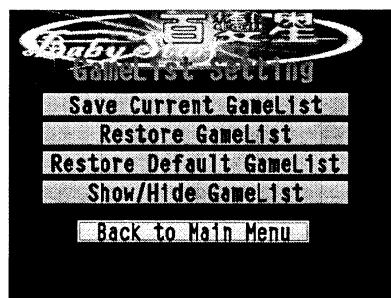 GameList Setting
Save Current GameList
Restore GameList
Restore Default GameList
Show/Hide GameList
Back to Main Menu